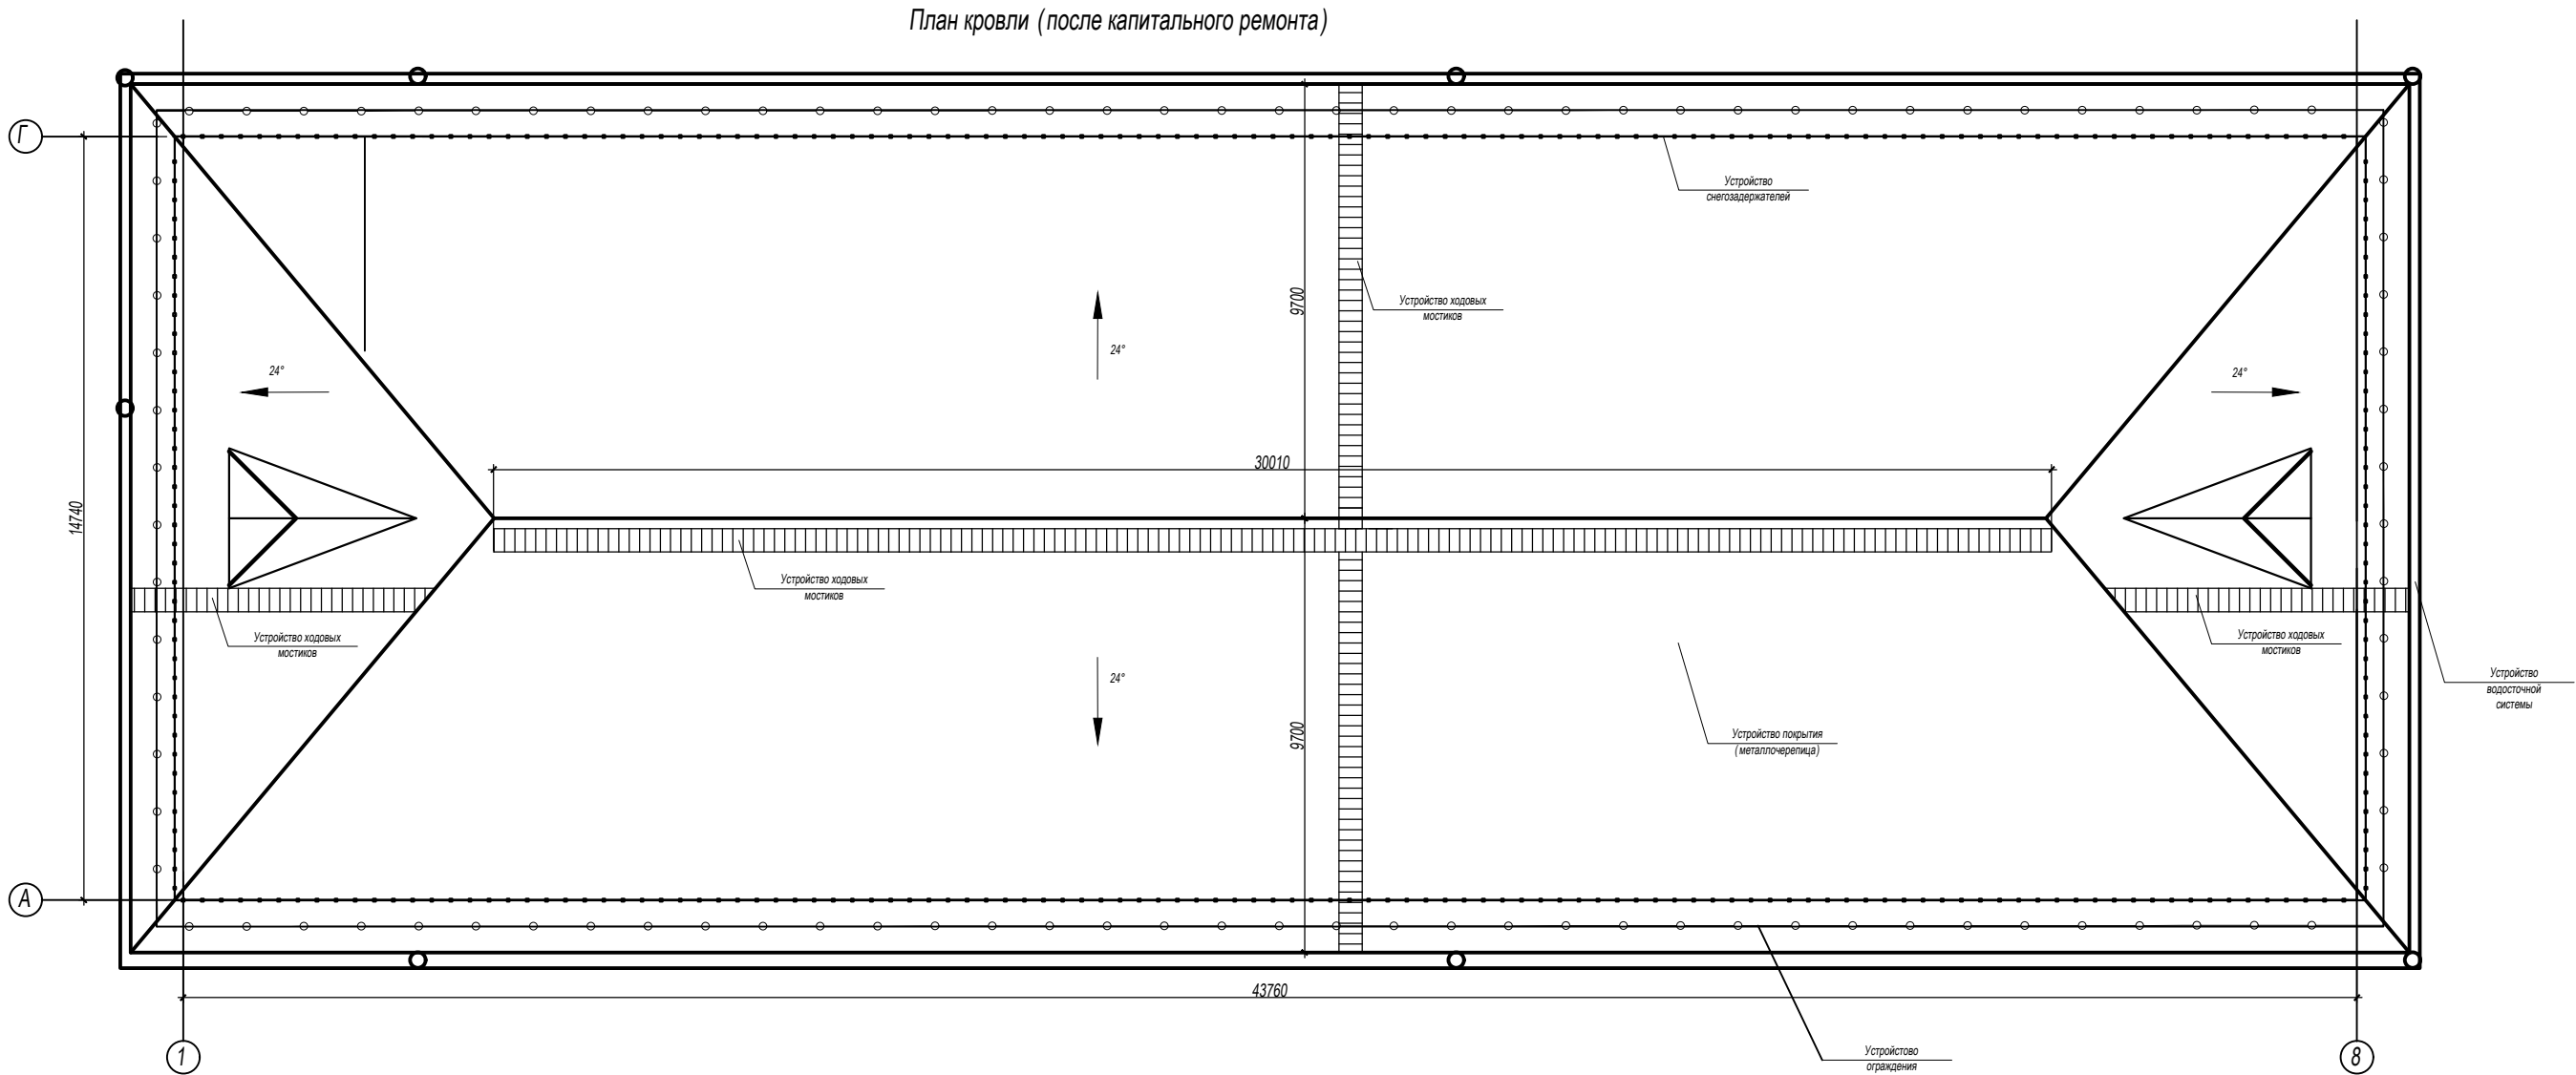 План кровли (после капитального ремонта)
Г
Устройство
снегозадержателей
9700
Устройство ходовых
мостиков
24°
24°
24°
30010
14740
Устройство ходовых
мостиков
Устройство ходовых
мостиков
Устройство ходовых
мостиков
24°
Устройство
водосточной
системы
9700
Устройство покрытия
(металлочерепица)
А
43760
1
8
Устройстово
ограждения